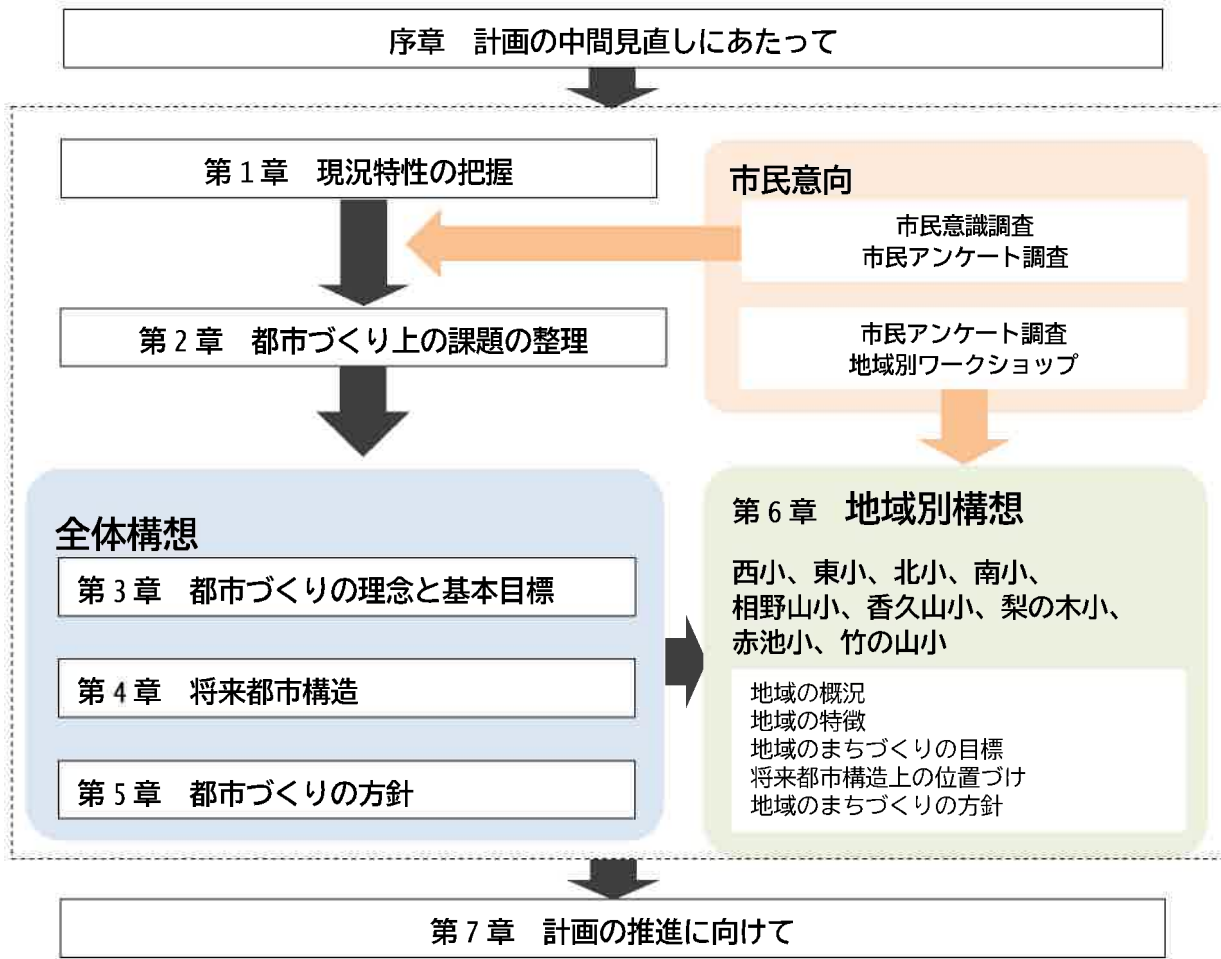 序章　計画の中間見直しにあたって
第1章　現況特性の把握
市民意向
市民意識調査
市民アンケート調査
第2章　都市づくり上の課題の整理
市民アンケート調査
地域別ワークショップ
全体構想
第3章　都市づくりの理念と基本目標
第4章　将来都市構造
第5章　都市づくりの方針
第6章　地域別構想
西小、東小、北小、南小、
相野山小、香久山小、梨の木小、
赤池小、竹の山小
地域の概況
地域の特徴
地域のまちづくりの目標
将来都市構造上の位置づけ
地域のまちづくりの方針
第7章　計画の推進に向けて